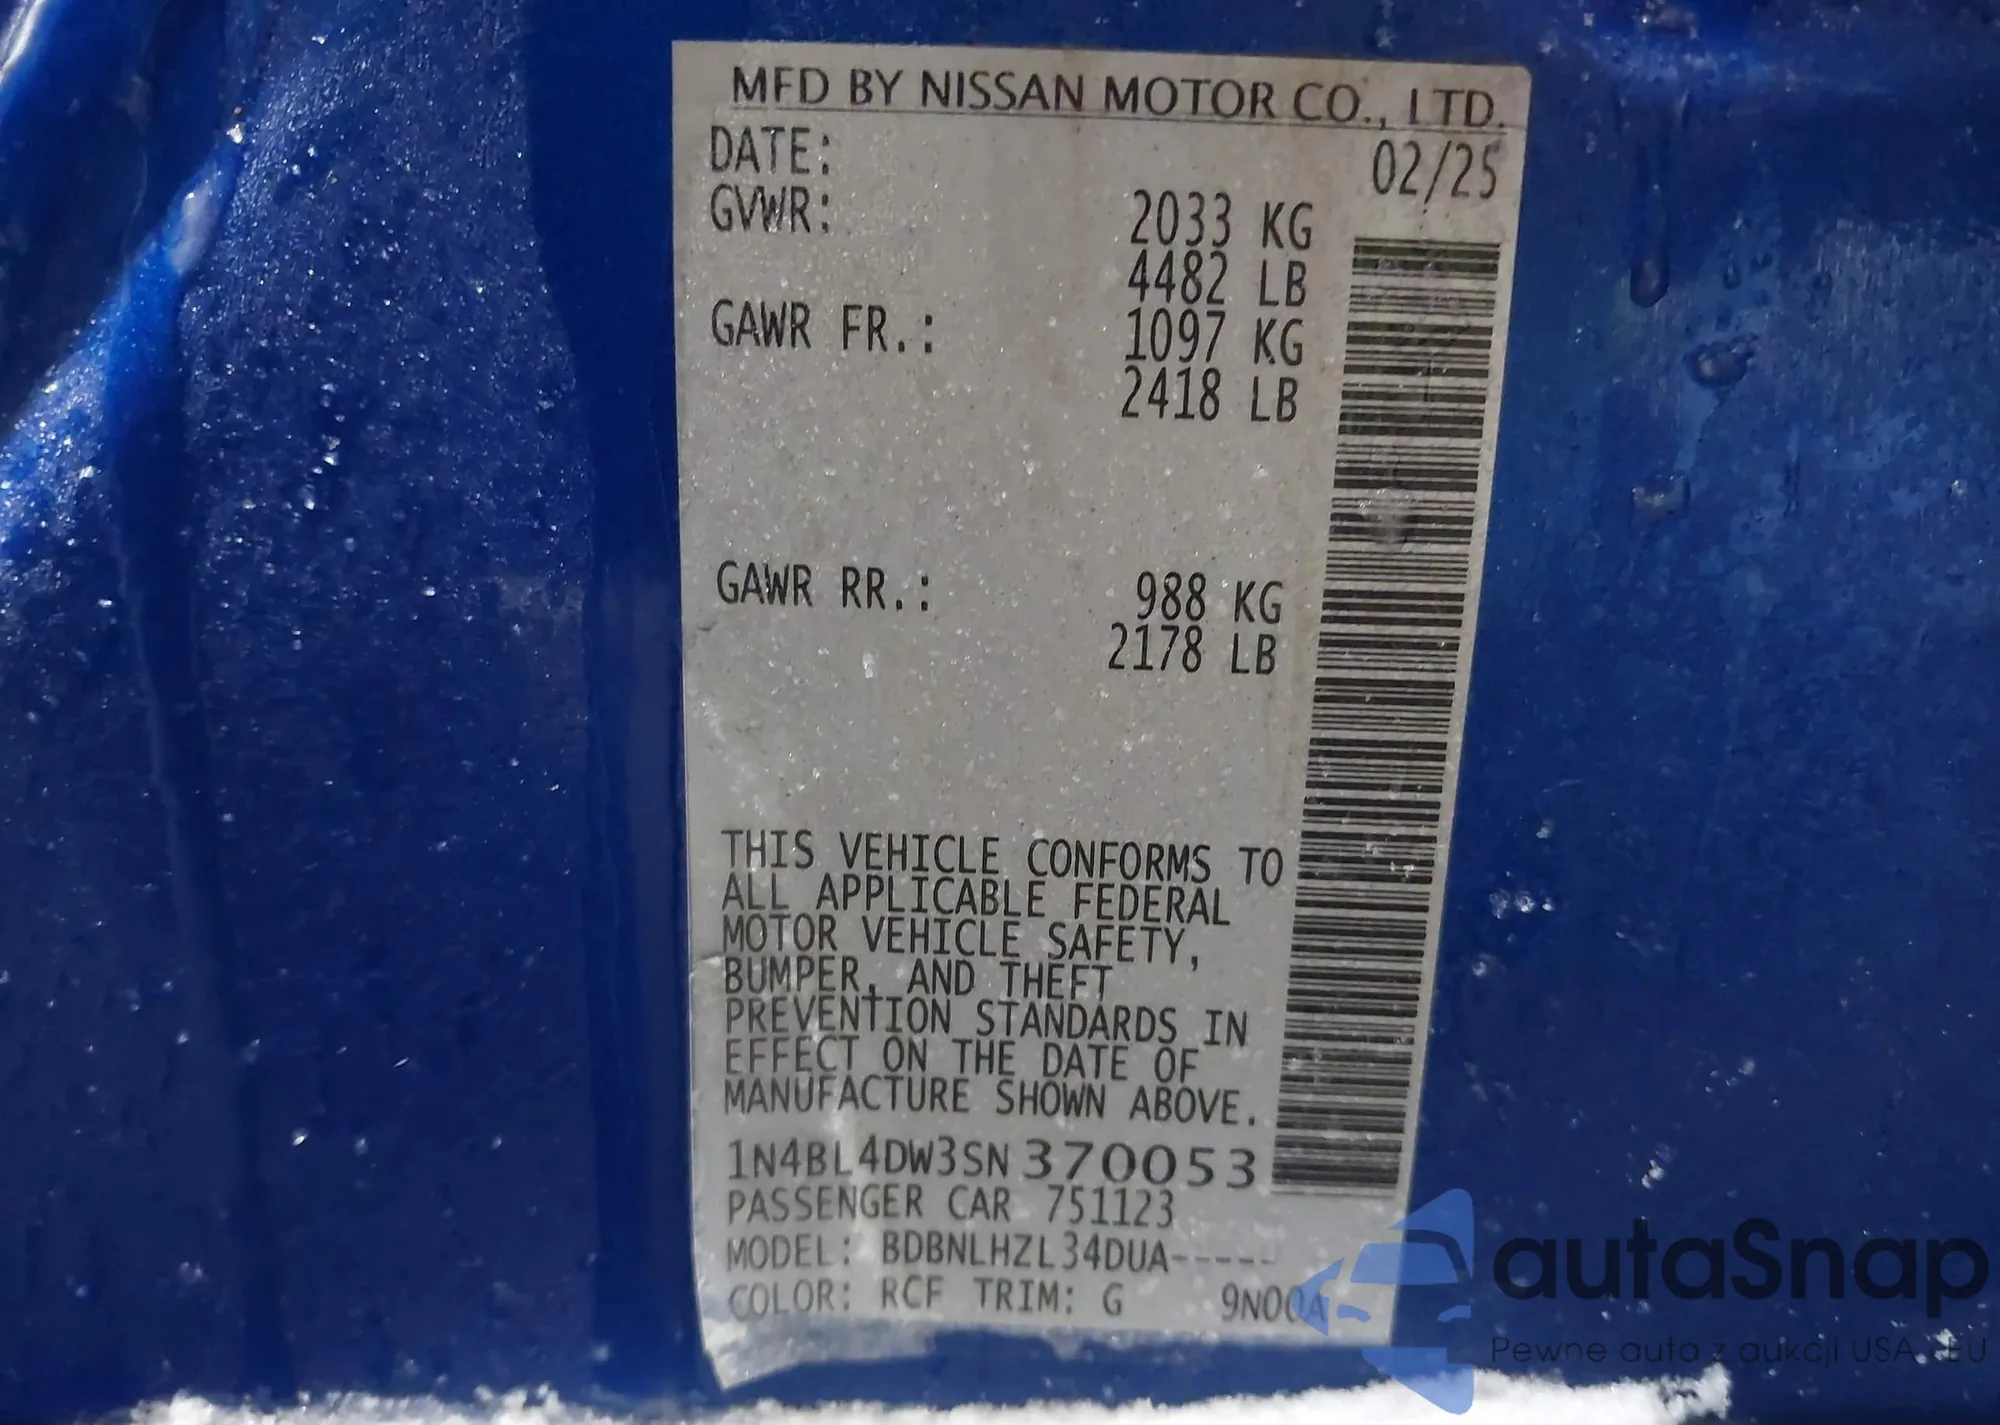 MFD BY NISSAN MOTOR CO., LTD.
DATE: 02/25
GVWR: 2033 KG
4482 LB
GAWR FR.: 1097 KG
2418 LB
GAWR RR.: 988 KG
2178 LB
THIS VEHICLE CONFORMS TO
ALL APPLICABLE FEDERAL
MOTOR VEHICLE SAFETY,
BUMPER, AND THEFT
PREVENTION STANDARDS IN
EFFECT ON THE DATE OF
MANUFACTURE SHOWN ABOVE.
1N4BL4DW3SN370053
PASSENGER CAR 751123
MODEL: BDBNLHZL34DUA-----
COLOR: RCF TRIM: G 9N00A
autaSnap
Pewne auta z aukcji USA i EU